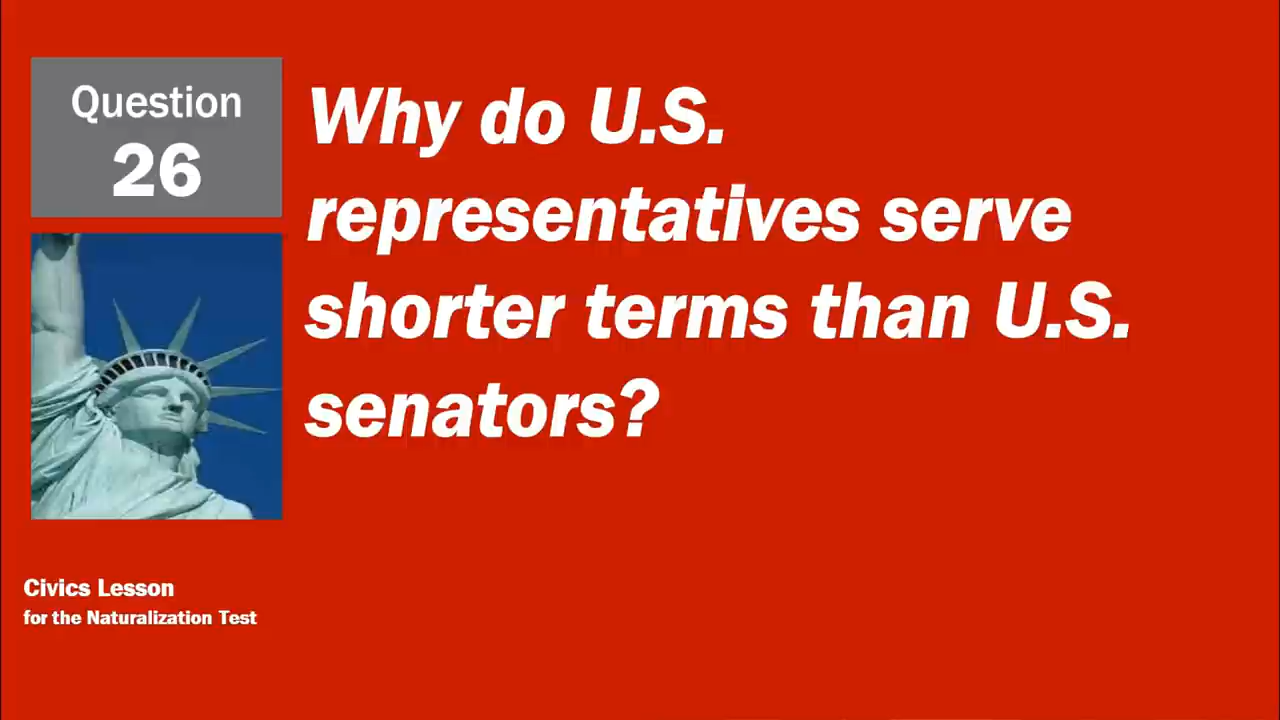 Question
26
Why do U.S.
representatives serve
shorter terms than U.S.
senators?
Civics Lesson
for the Naturalization Test